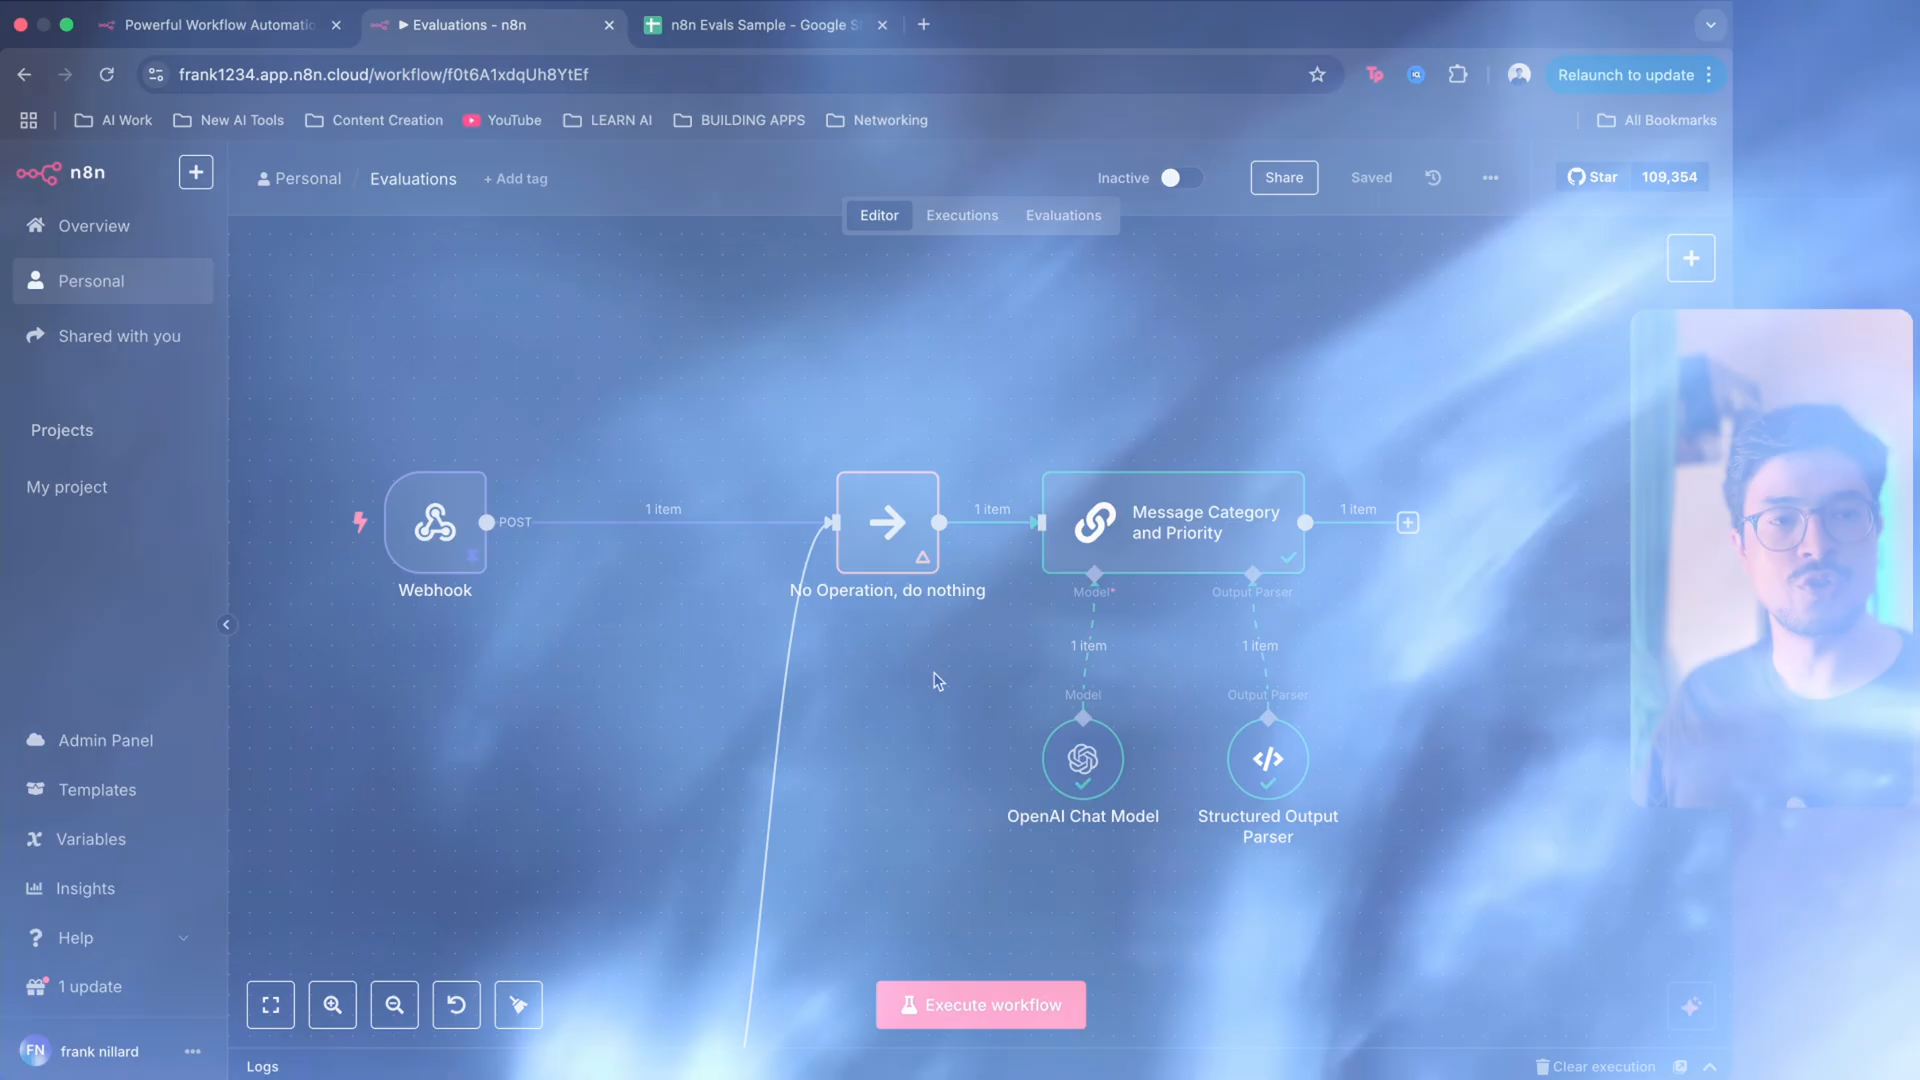 Powerful Workflow Automatio
Evaluations - n8n
n8n Evals Sample - Google S
frank1234.app.n8n.cloud/workflow/f0t6A1xdqUh8YtEf
Relaunch to update
AI Work
New AI Tools
Content Creation
YouTube
LEARN AI
BUILDING APPS
Networking
All Bookmarks
n8n
Personal / Evaluations
+ Add tag
Inactive
Share
Saved
Star
109,354
Editor
Executions
Evaluations
Overview
Personal
Shared with you
Projects
My project
Admin Panel
Templates
Variables
Insights
Help
1 update
FN
frank nillard
POST
1 item
Webhook
No Operation, do nothing
1 item
Message Category
and Priority
1 item
Model*
Output Parser
1 item
1 item
Model
Output Parser
OpenAI Chat Model
Structured Output
Parser
Execute workflow
Logs
Clear execution